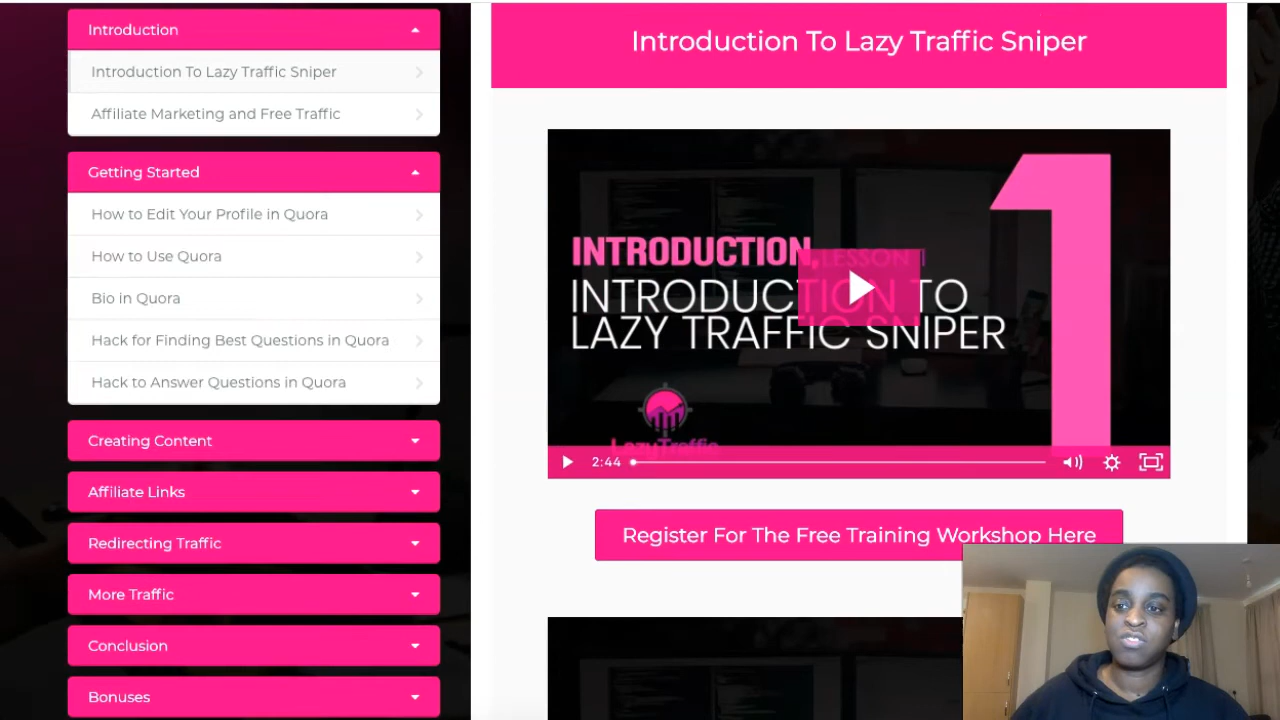 Introduction
Introduction To Lazy Traffic Sniper
Affiliate Marketing and Free Traffic
Getting Started
How to Edit Your Profile in Quora
How to Use Quora
Bio in Quora
Hack for Finding Best Questions in Quora
Hack to Answer Questions in Quora
Creating Content
Affiliate Links
Redirecting Traffic
More Traffic
Conclusion
Bonuses
Introduction To Lazy Traffic Sniper
1
INTRODUCTION, LESSON 1
INTRODUCTION TO
LAZY TRAFFIC SNIPER
LazyTraffic
2:44
Register For The Free Training Workshop Here